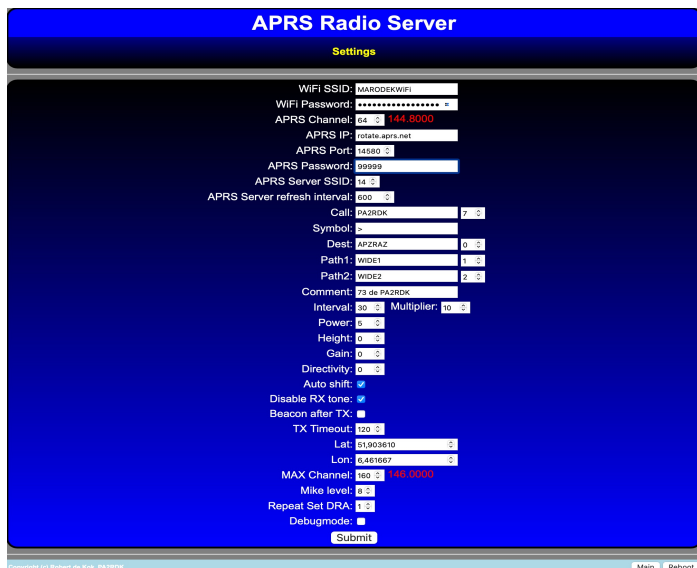 APRS Radio Server
Settings
WiFi SSID: MARODEKWiFi
WiFi Password: •••••••••••••••••
APRS Channel: 64 144.8000
APRS IP: rotate.aprs.net
APRS Port: 14580
APRS Password: 99999
APRS Server SSID: 14
APRS Server refresh interval: 600
Call: PA2RDK 7
Symbol: >
Dest: APZRAZ 0
Path1: WIDE1 1
Path2: WIDE2 2
Comment: 73 de PA2RDK
Interval: 30 Multiplier: 10
Power: 5
Height: 0
Gain: 0
Directivity: 0
Auto shift:
Disable RX tone:
Beacon after TX:
TX Timeout: 120
Lat: 51,903610
Lon: 6,461667
MAX Channel: 160 146.0000
Mike level: 8
Repeat Set DRA: 1
Debugmode:
Submit
Copyright (c) Robert de Kok, PA2RDK Main Reboot